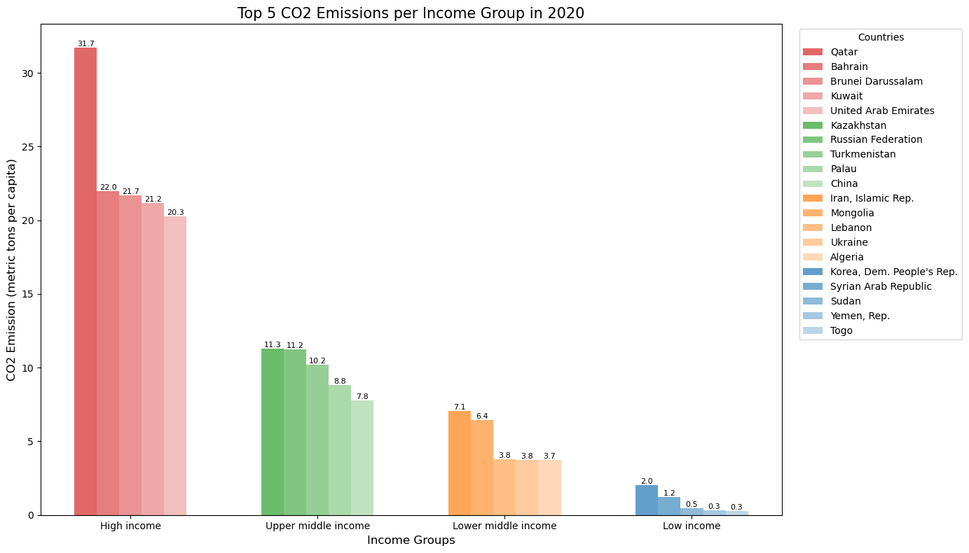 Top 5 CO2 Emissions per Income Group in 2020
CO2 Emission (metric tons per capita)
30
25
20
15
10
5
0
31.7
22.0
21.7
21.2
20.3
11.3
11.2
10.2
8.8
7.8
7.1
6.4
3.8
3.8
3.7
2.0
1.2
0.5
0.3
0.3
High income
Upper middle income
Lower middle income
Low income
Income Groups
Countries
Qatar
Bahrain
Brunei Darussalam
Kuwait
United Arab Emirates
Kazakhstan
Russian Federation
Turkmenistan
Palau
China
Iran, Islamic Rep.
Mongolia
Lebanon
Ukraine
Algeria
Korea, Dem. People's Rep.
Syrian Arab Republic
Sudan
Yemen, Rep.
Togo